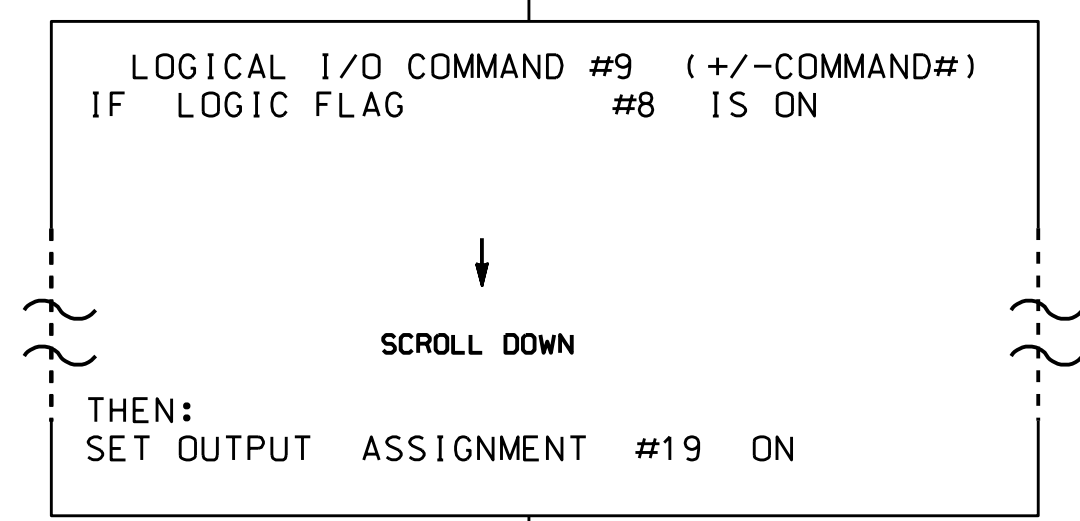 LOGICAL I/O COMMAND #9 (+/-COMMAND#)
IF LOGIC FLAG #8 IS ON
SCROLL DOWN
THEN:
SET OUTPUT ASSIGNMENT #19 ON